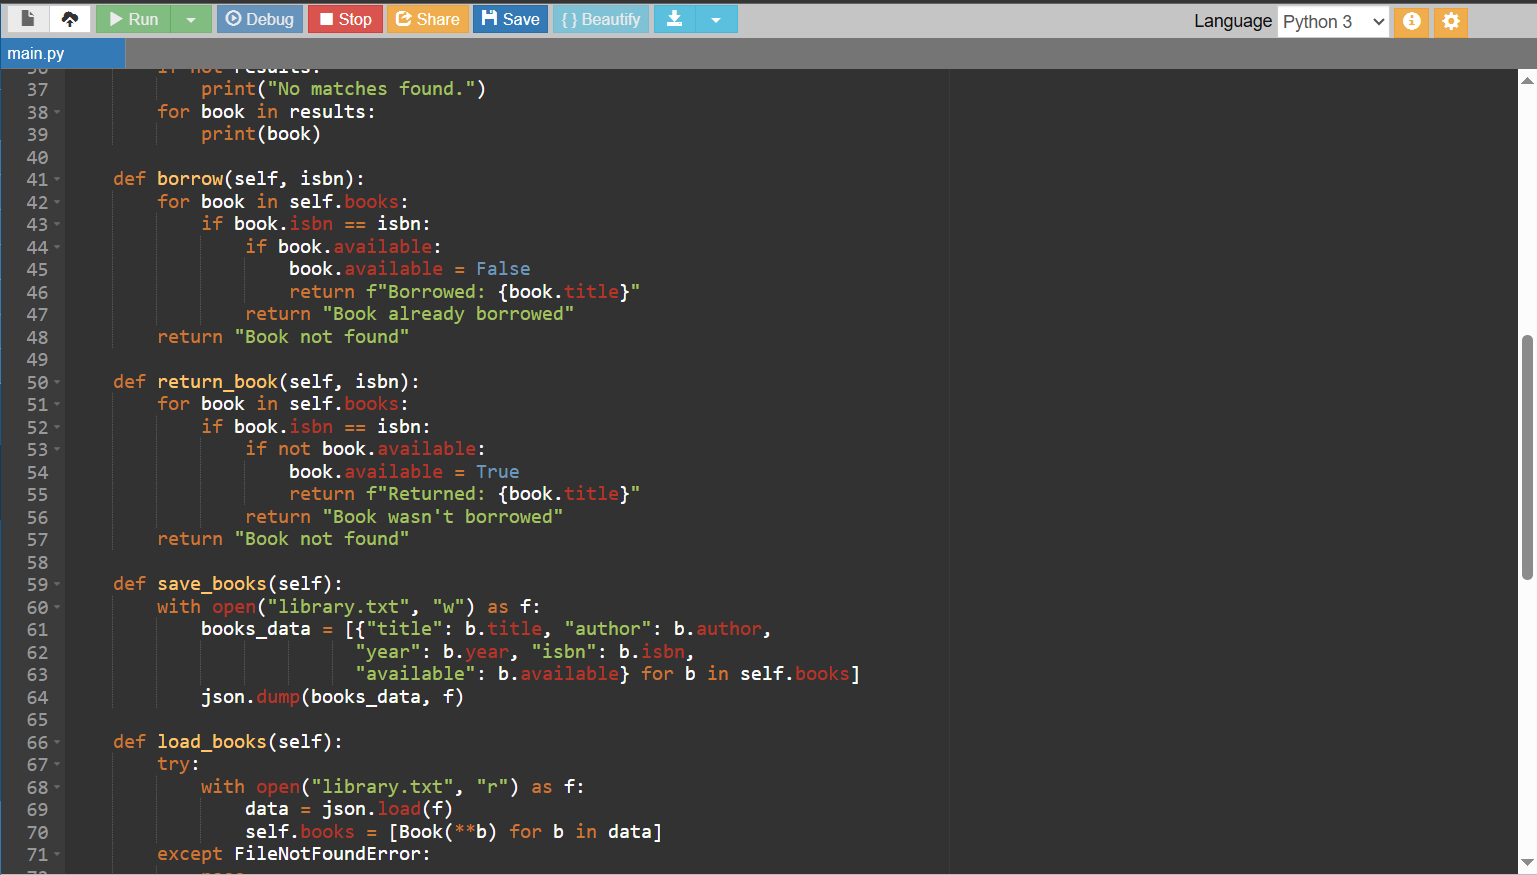 Run Debug Stop Share Save { } Beautify Language Python 3
main.py
36 if not results:
37 print("No matches found.")
38 for book in results:
39 print(book)
40
41 def borrow(self, isbn):
42 for book in self.books:
43 if book.isbn == isbn:
44 if book.available:
45 book.available = False
46 return f"Borrowed: {book.title}"
47 return "Book already borrowed"
48 return "Book not found"
49
50 def return_book(self, isbn):
51 for book in self.books:
52 if book.isbn == isbn:
53 if not book.available:
54 book.available = True
55 return f"Returned: {book.title}"
56 return "Book wasn't borrowed"
57 return "Book not found"
58
59 def save_books(self):
60 with open("library.txt", "w") as f:
61 books_data = [{"title": b.title, "author": b.author,
62 "year": b.year, "isbn": b.isbn,
63 "available": b.available} for b in self.books]
64 json.dump(books_data, f)
65
66 def load_books(self):
67 try:
68 with open("library.txt", "r") as f:
69 data = json.load(f)
70 self.books = [Book(**b) for b in data]
71 except FileNotFoundError: